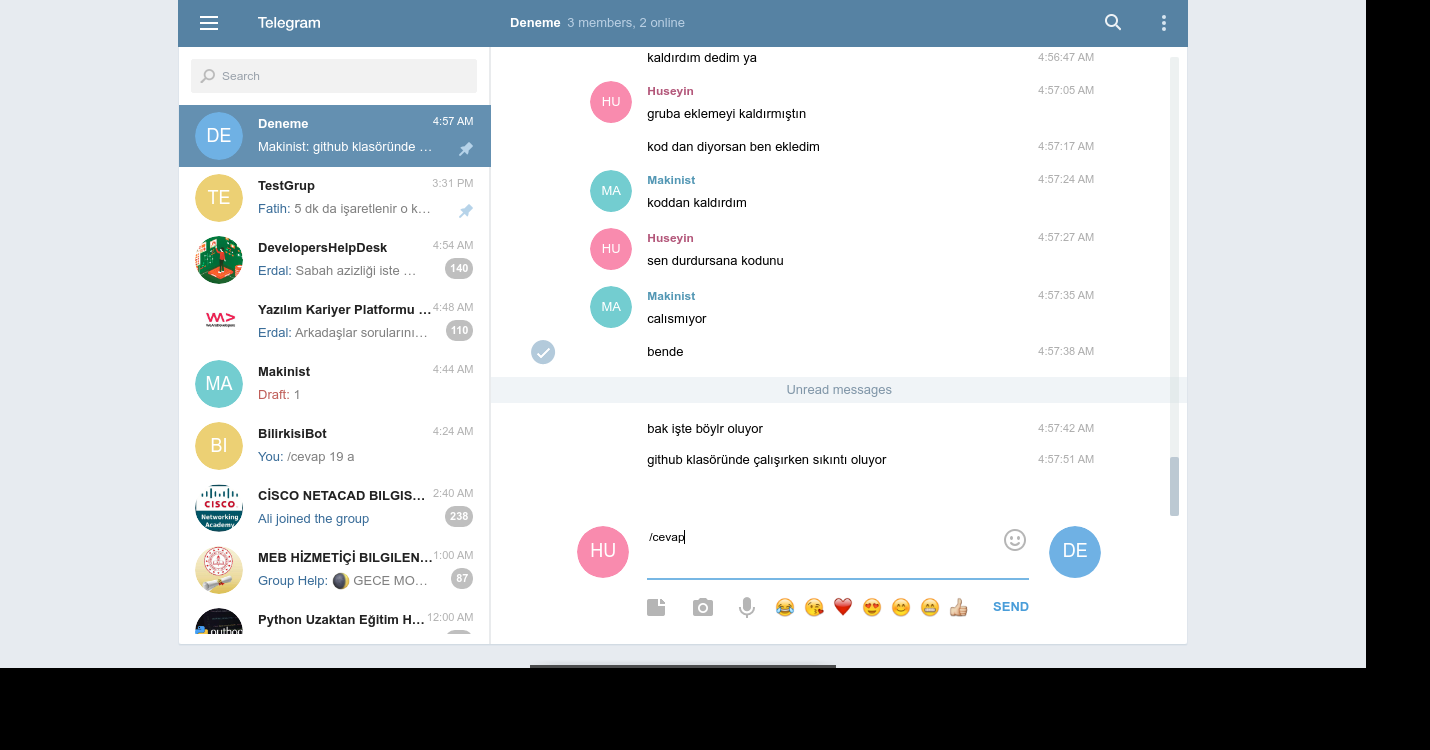 Telegram
Deneme 3 members, 2 online
Search
DE
Deneme
4:57 AM
Makinist: github klasöründe ...
TE
TestGrup
3:31 PM
Fatih: 5 dk da işaretlenir o k...
DevelopersHelpDesk
4:54 AM
Erdal: Sabah azizliği iste ...
140
Yazılım Kariyer Platformu ...
4:48 AM
Erdal: Arkadaşlar sorularını...
110
MA
Makinist
4:44 AM
Draft: 1
BI
BilirkisiBot
4:24 AM
You: /cevap 19 a
CISCO
Networking
Academy
CİSCO NETACAD BILGIS...
2:40 AM
Ali joined the group
238
MEB HİZMETİÇİ BILGILEN...
1:00 AM
Group Help: 🌒 GECE MO...
87
Python Uzaktan Eğitim H...
12:00 AM
kaldırdım dedim ya
4:56:47 AM
HU
Huseyin
4:57:05 AM
gruba eklemeyi kaldırmıştın
kod dan diyorsan ben ekledim
4:57:17 AM
MA
Makinist
4:57:24 AM
koddan kaldırdım
HU
Huseyin
4:57:27 AM
sen durdursana kodunu
MA
Makinist
4:57:35 AM
calısmıyor
bende
4:57:38 AM
Unread messages
bak işte böylr oluyor
4:57:42 AM
github klasöründe çalışırken sıkıntı oluyor
4:57:51 AM
HU
/cevap
DE
SEND